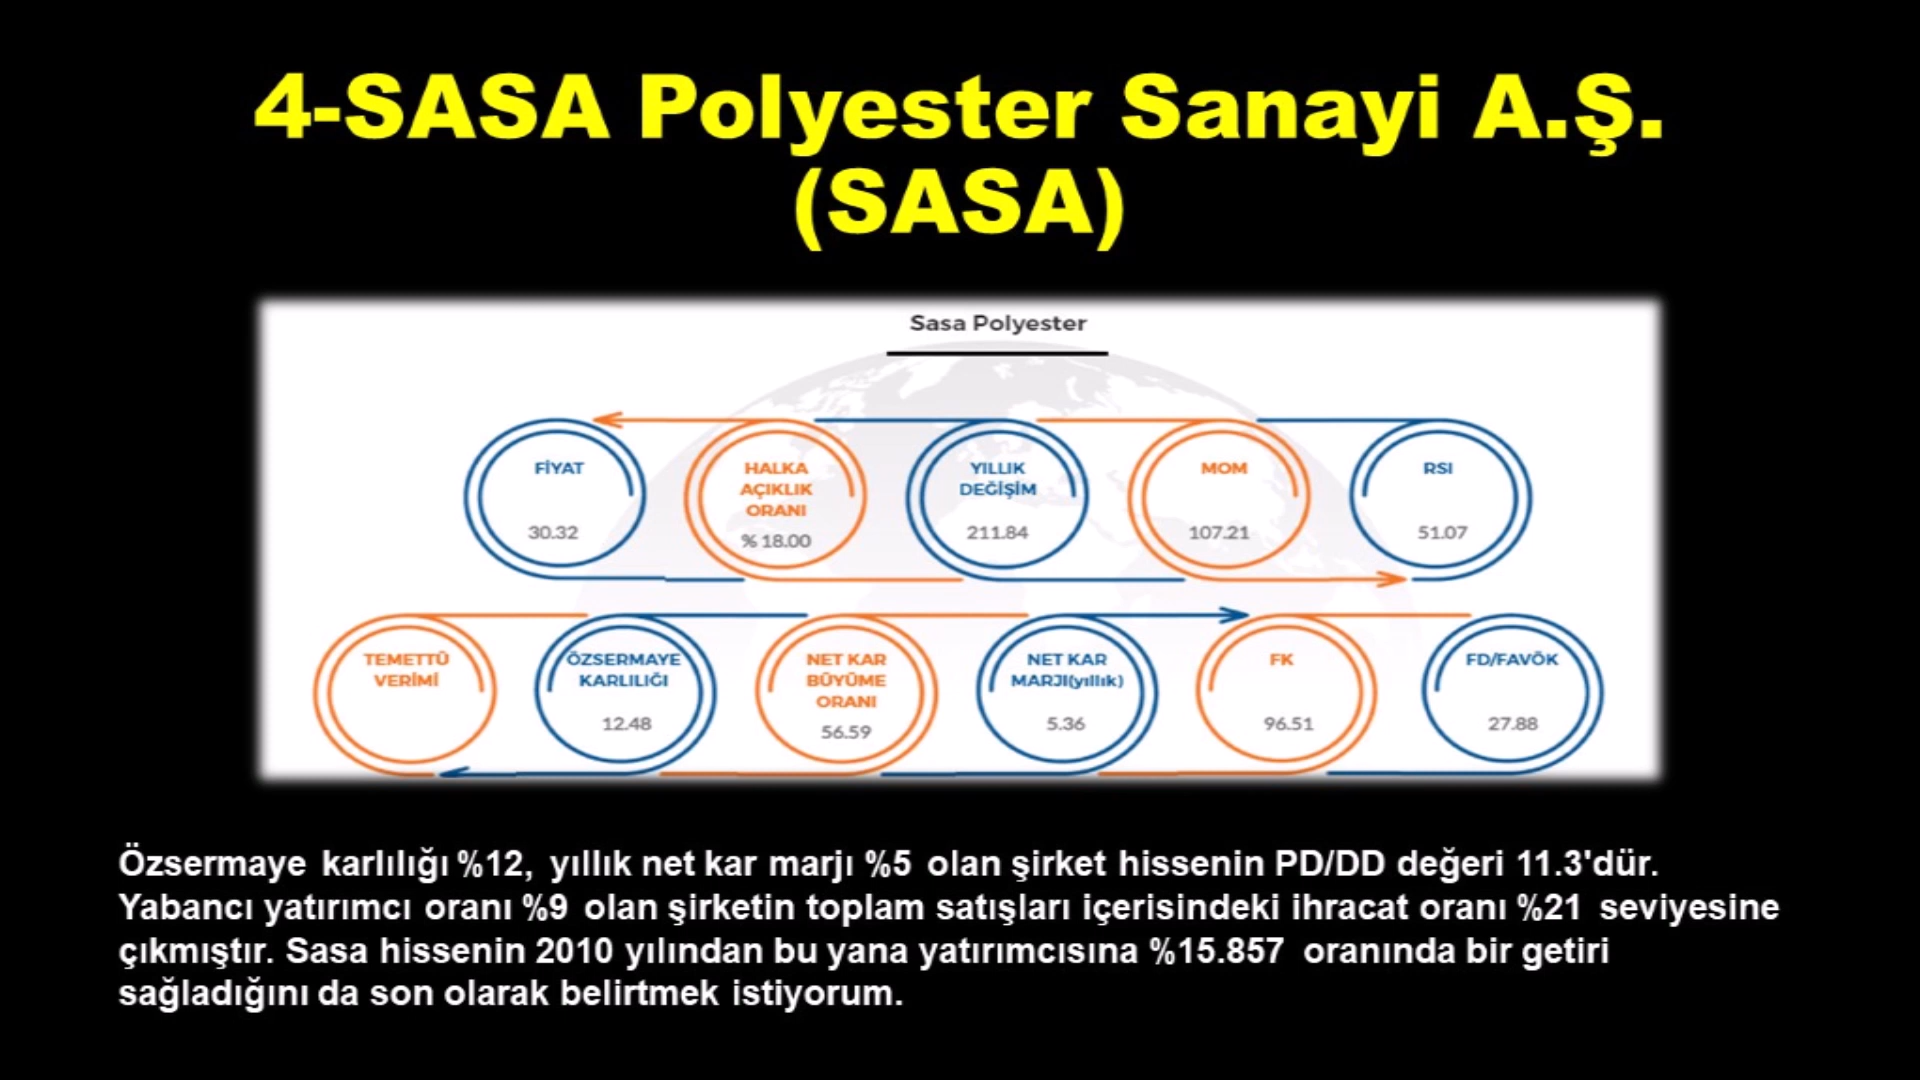 4-SASA Polyester Sanayi A.Ş.
(SASA)
Sasa Polyester
FİYAT
30.32
HALKA
AÇIKLIK
ORANI
% 18.00
YILLIK
DEĞİŞİM
211.84
MOM
107.21
RSI
51.07
TEMETTÜ
VERİMİ
ÖZSERMAYE
KARLILIĞI
12.48
NET KAR
BÜYÜME
ORANI
56.59
NET KAR
MARJI(yıllık)
5.36
FK
96.51
FD/FAVÖK
27.88
Özsermaye karlılığı %12, yıllık net kar marjı %5 olan şirket hissenin PD/DD değeri 11.3'dür.
Yabancı yatırımcı oranı %9 olan şirketin toplam satışları içerisindeki ihracat oranı %21 seviyesine
çıkmıştır. Sasa hissenin 2010 yılından bu yana yatırımcısına %15.857 oranında bir getiri
sağladığını da son olarak belirtmek istiyorum.